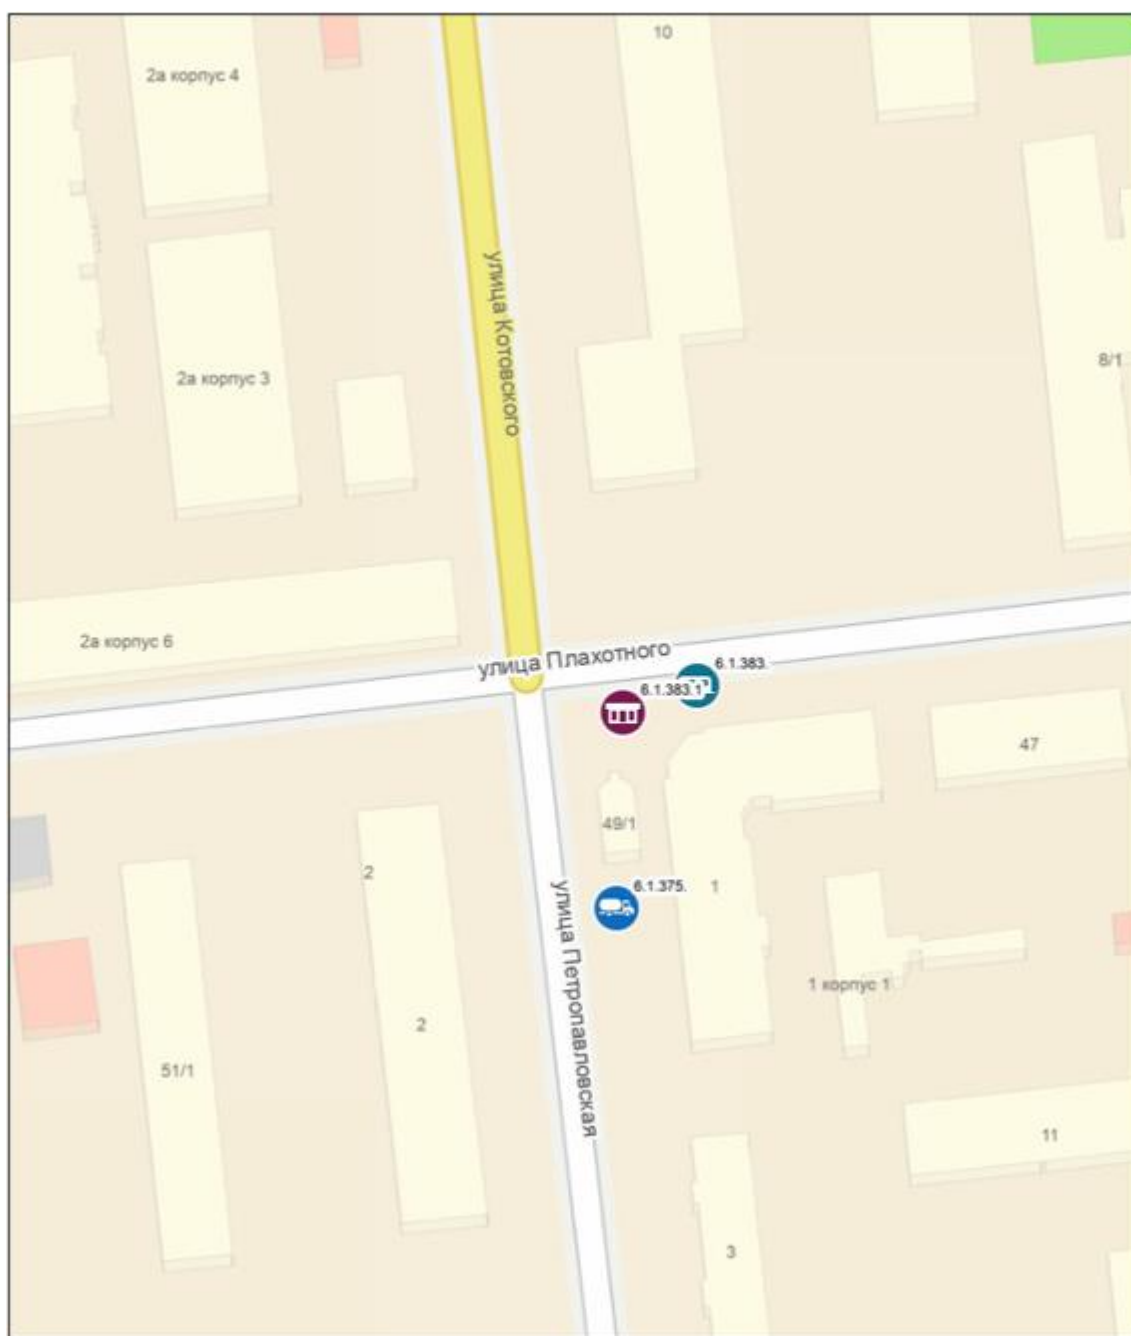 10
2а корпус 4
улица Котовского
8/1
2а корпус 3
2а корпус 6
улица Плахотного
6.1.383.
6.1.383.1
47
49/1
2
6.1.375.
1
1 корпус 1
улица Петропавловская
2
51/1
11
3